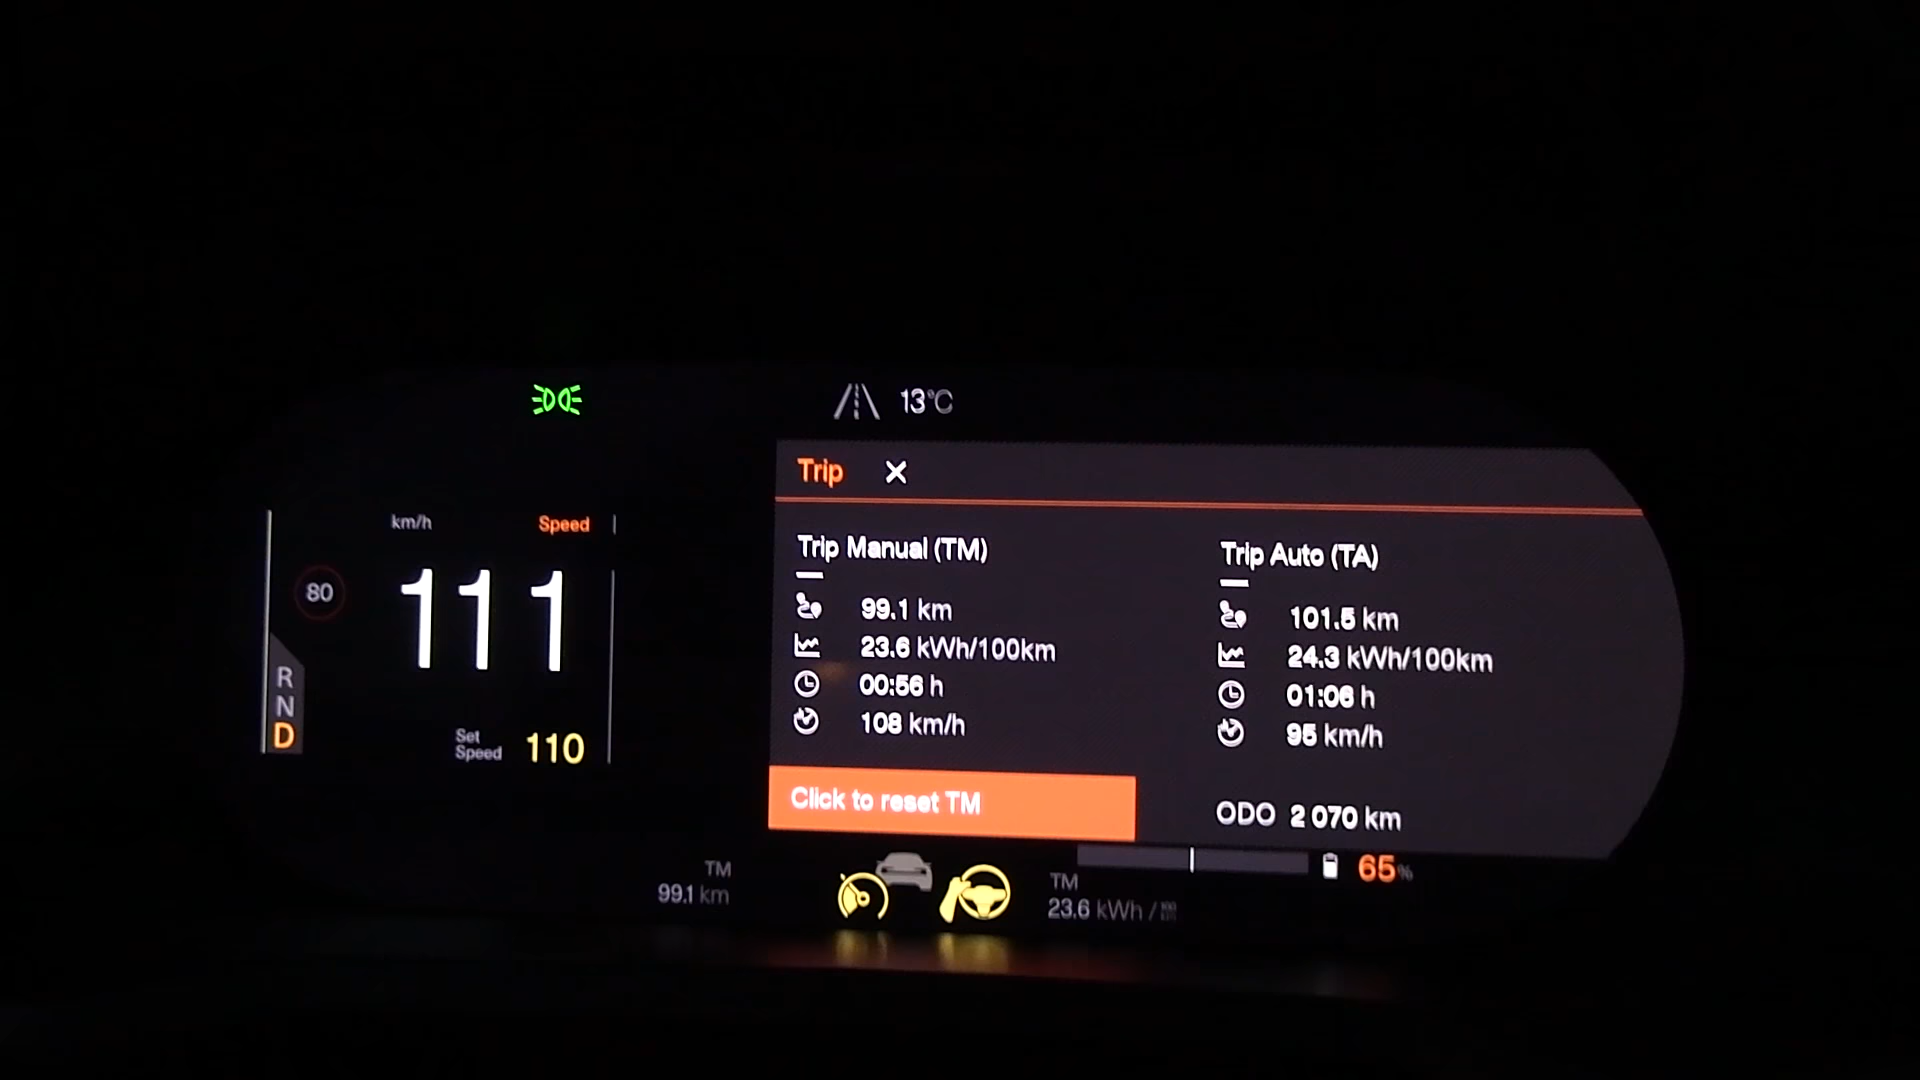 13°C
Trip
km/h Speed
80
111
R
N
D
Set Speed 110
Trip Manual (TM)
99.1 km
23.6 kWh/100km
00:56 h
108 km/h
Click to reset TM
Trip Auto (TA)
101.5 km
24.3 kWh/100km
01:06 h
95 km/h
ODO 2 070 km
TM
99.1 km
TM
23.6 kWh /
65%